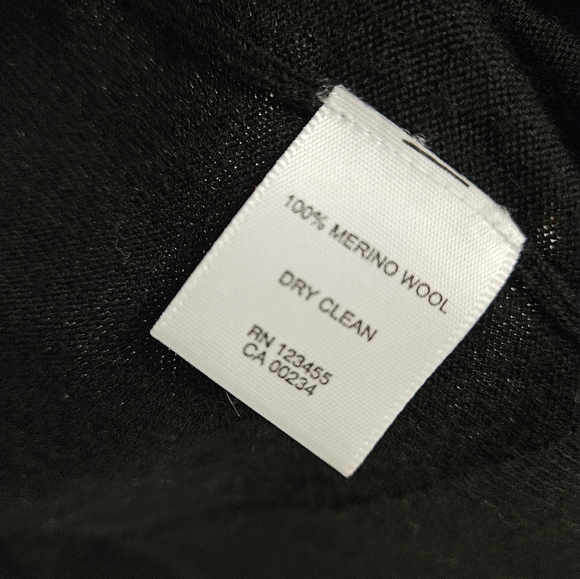 100% MERINO WOOL
DRY CLEAN
RN 123455
CA 00234